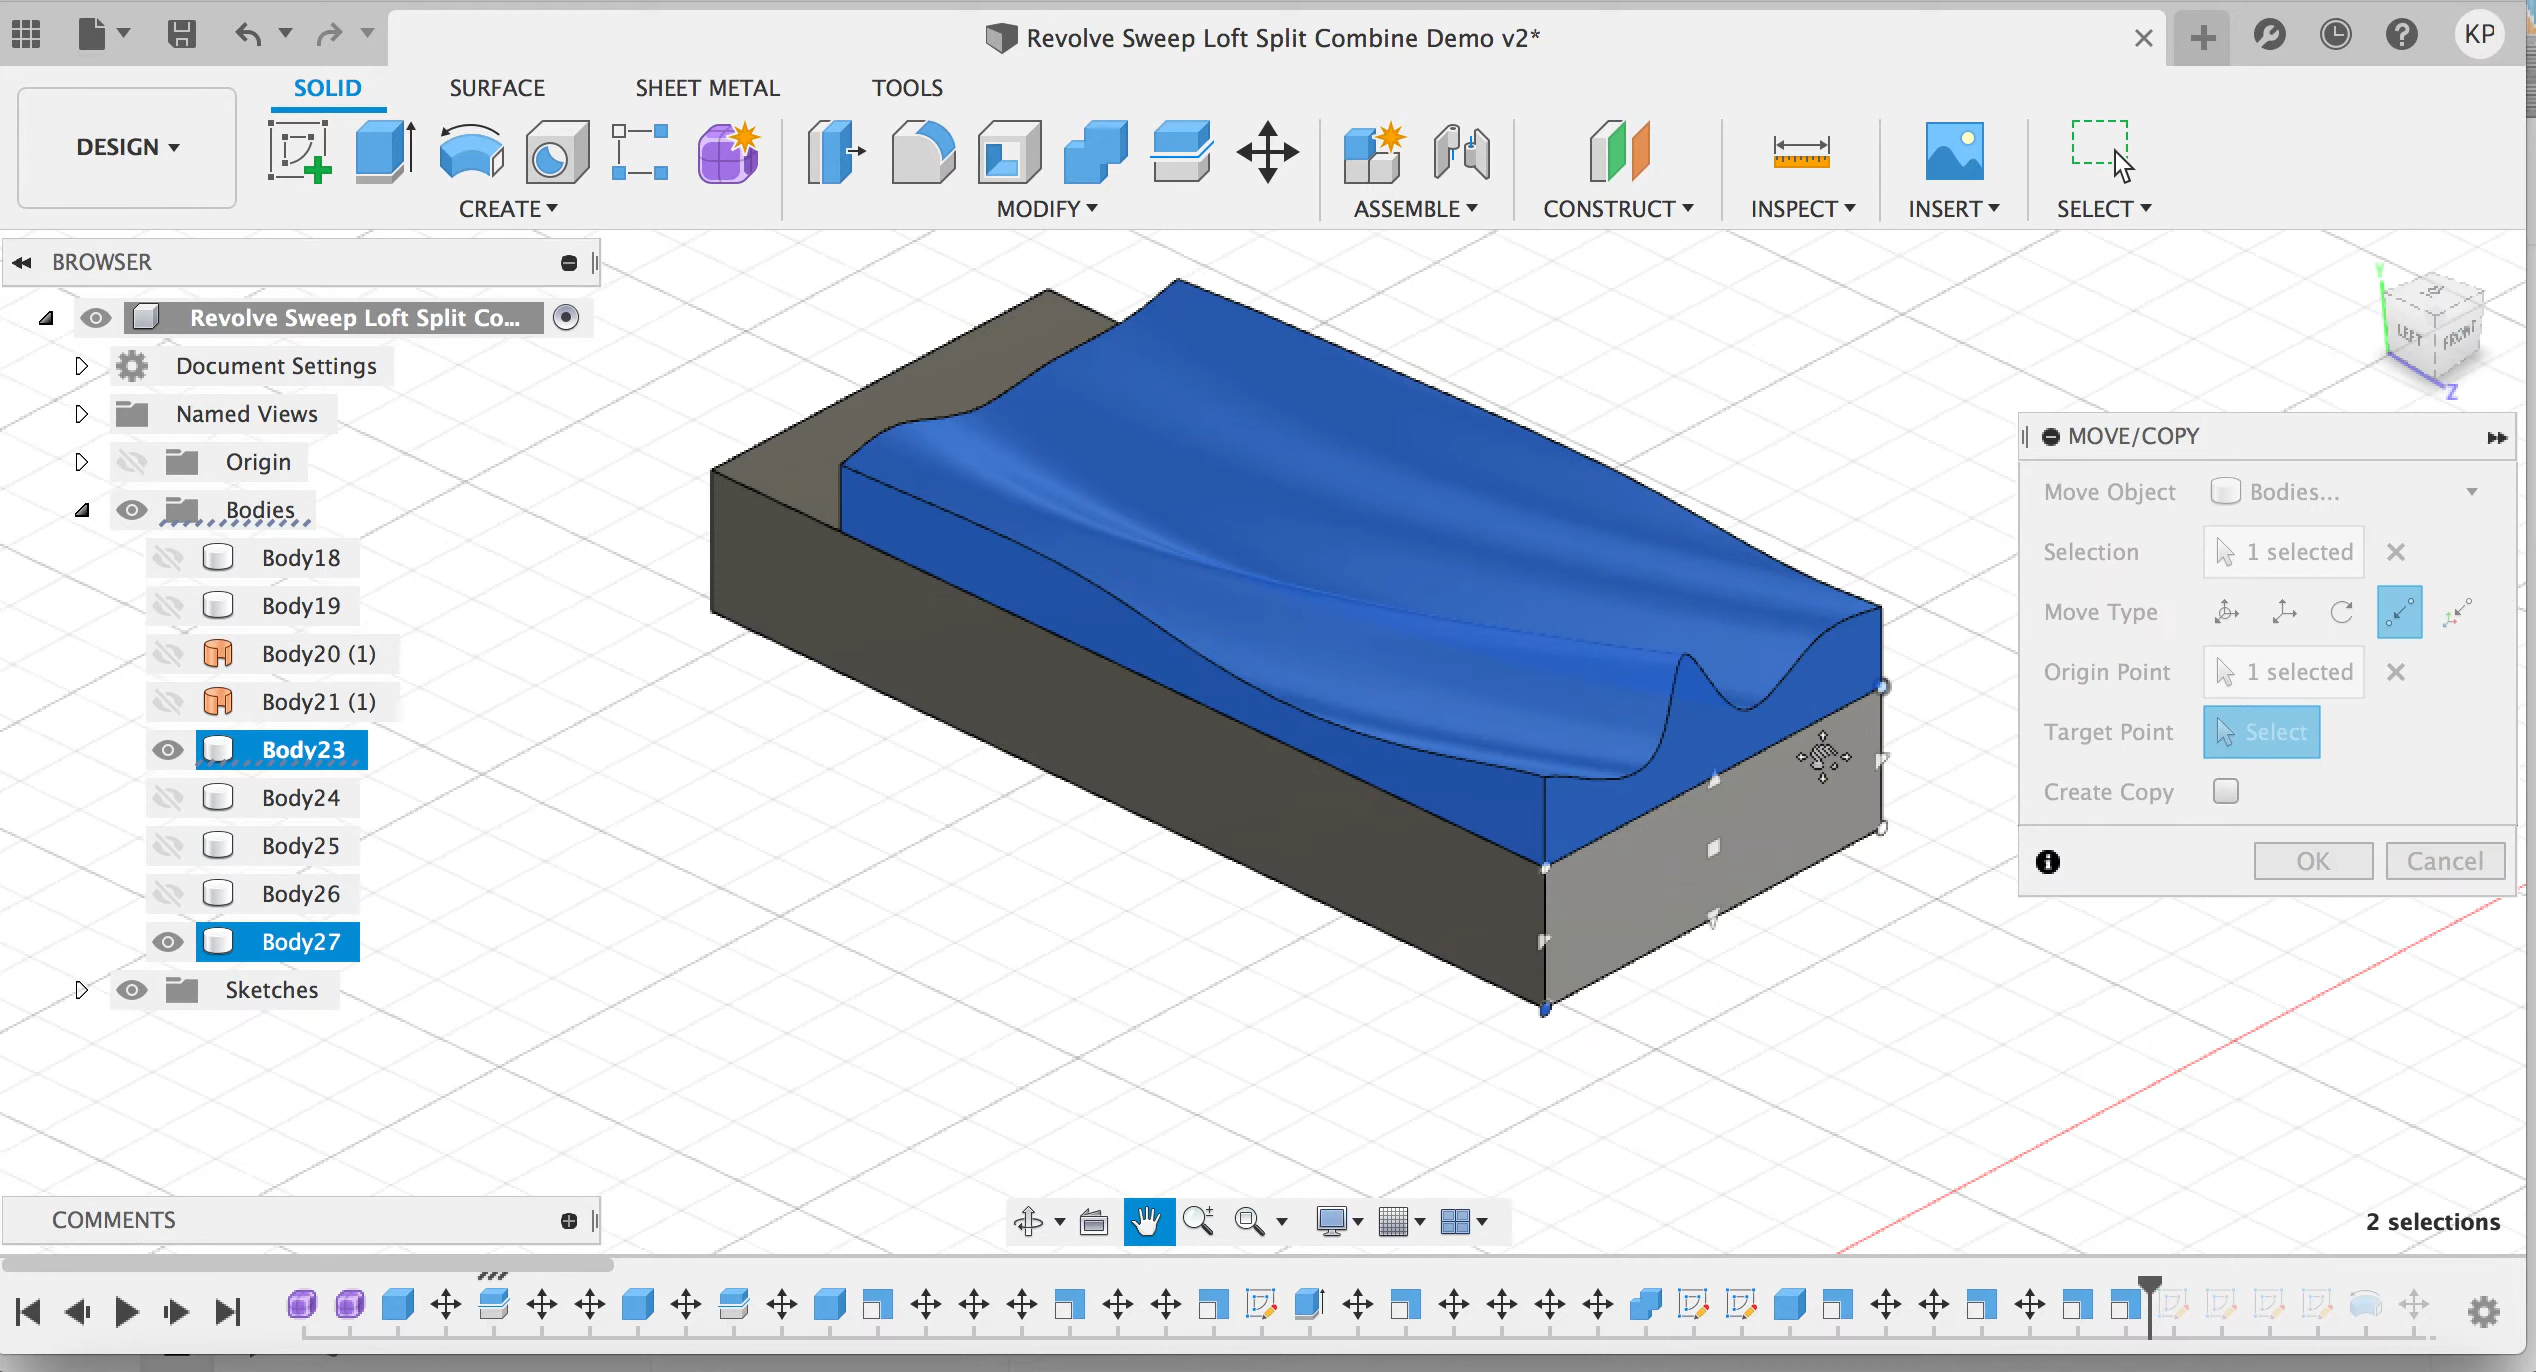 Revolve Sweep Loft Split Combine Demo v2*
KP
DESIGN
SOLID
SURFACE
SHEET METAL
TOOLS
CREATE
MODIFY
ASSEMBLE
CONSTRUCT
INSPECT
INSERT
SELECT
BROWSER
Revolve Sweep Loft Split Co...
Document Settings
Named Views
Origin
Bodies
Body18
Body19
Body20 (1)
Body21 (1)
Body23
Body24
Body25
Body26
Body27
Sketches
Y
LEFT
FRONT
Z
MOVE/COPY
Move Object Bodies...
Selection 1 selected
Move Type
Origin Point 1 selected
Target Point Select
Create Copy
OK Cancel
COMMENTS
2 selections